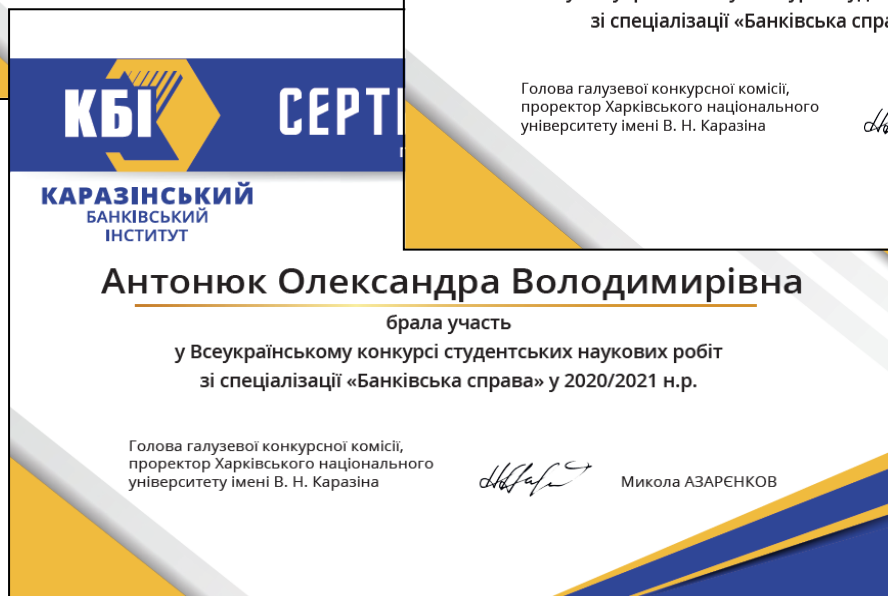 зі спеціалізації «Банківська
Голова галузевої конкурсної комісії,
проректор Харківського національного
університету імені В. Н. Каразіна
КБІ
КАРАЗІНСЬКИЙ
БАНКІВСЬКИЙ
ІНСТИТУТ
Антонюк Олександра Володимирівна
брала участь
у Всеукраїнському конкурсі студентських наукових робіт
зі спеціалізації «Банківська справа» у 2020/2021 н.р.
Голова галузевої конкурсної комісії,
проректор Харківського національного
університету імені В. Н. Каразіна
Микола АЗАРЄНКОВ